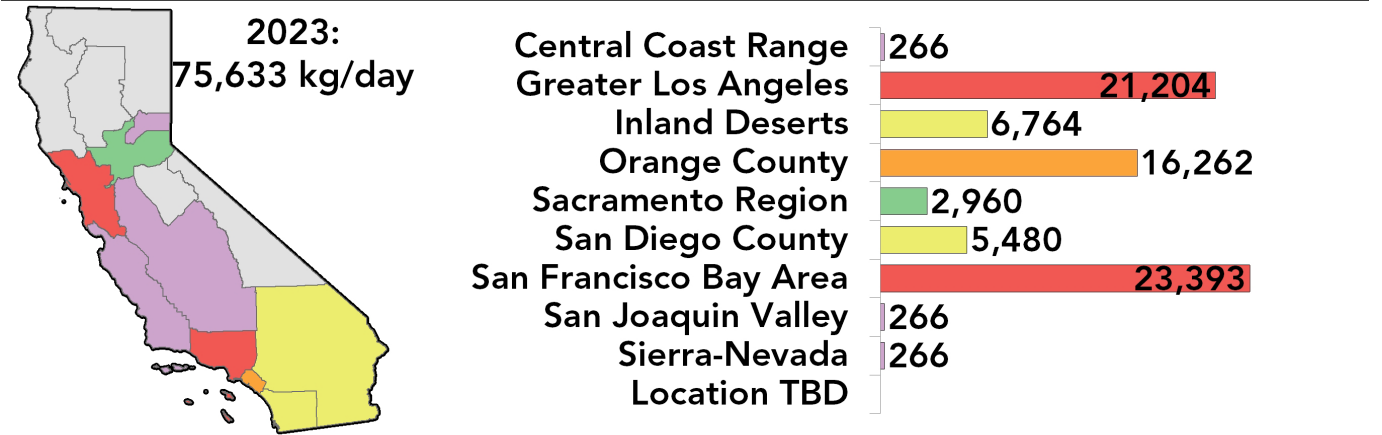 2023:
75,633 kg/day
Central Coast Range 266
Greater Los Angeles 21,204
Inland Deserts 6,764
Orange County 16,262
Sacramento Region 2,960
San Diego County 5,480
San Francisco Bay Area 23,393
San Joaquin Valley 266
Sierra-Nevada 266
Location TBD